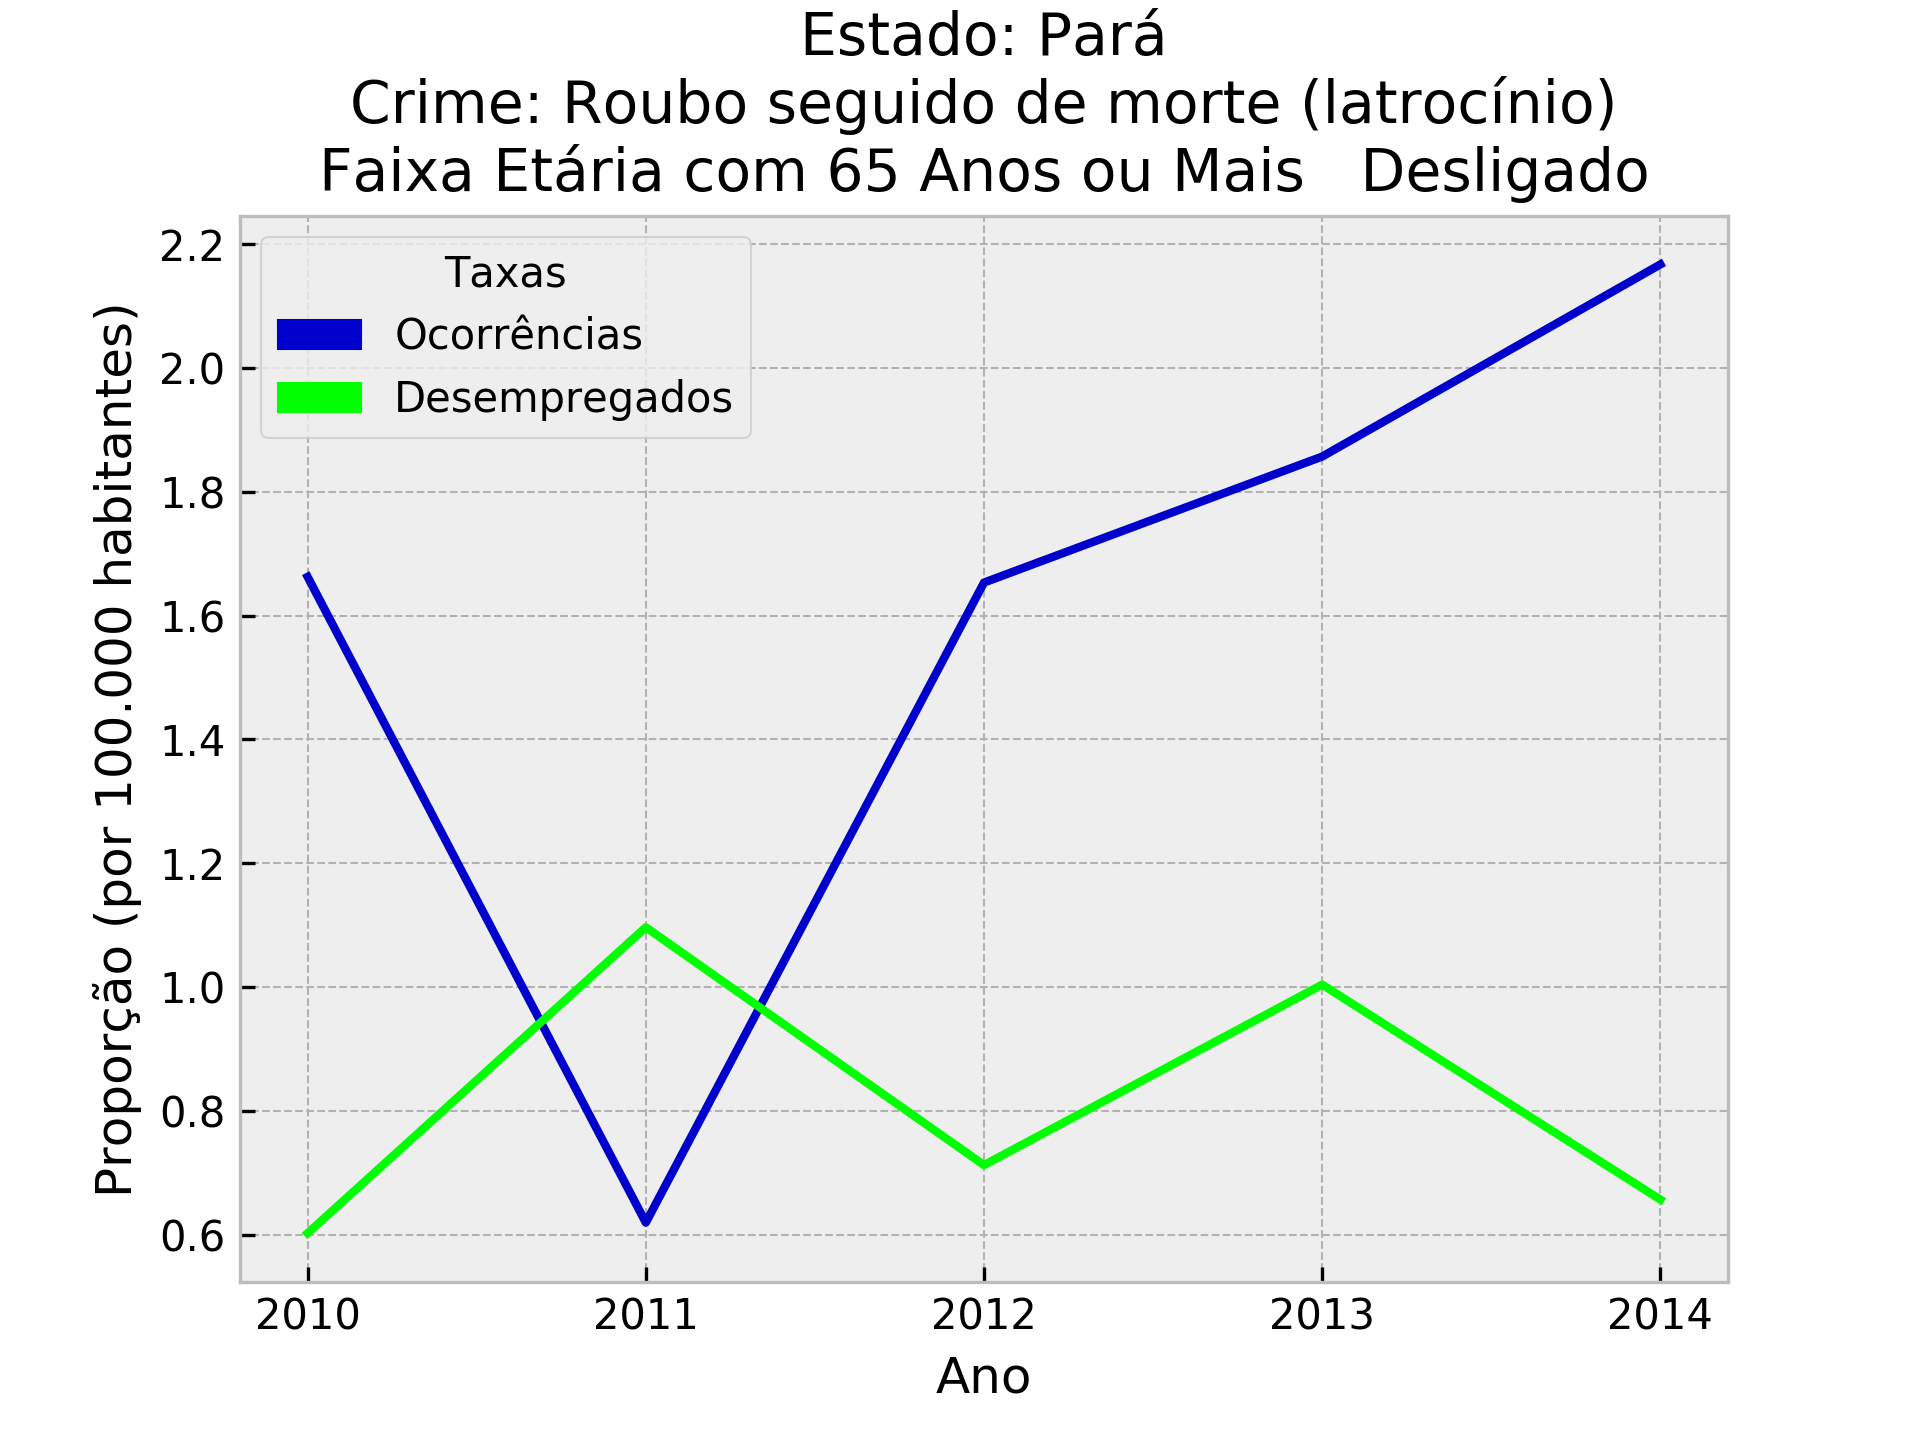 Estado: Pará
Crime: Roubo seguido de morte (latrocínio)
Faixa Etária com 65 Anos ou Mais   Desligado
Taxas
Ocorrências
Desempregados
Proporção (por 100.000 habitantes)
2.2
2.0
1.8
1.6
1.4
1.2
1.0
0.8
0.6
2010 2011 2012 2013 2014
Ano